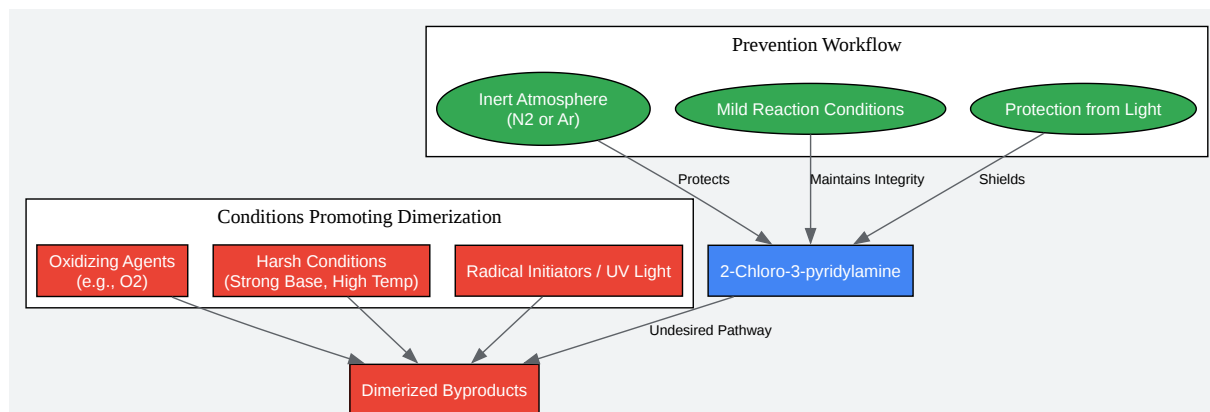 Prevention Workflow
Inert Atmosphere
(N2 or Ar)
Mild Reaction Conditions
Protection from Light
Protects
Maintains Integrity
Shields
Conditions Promoting Dimerization
Oxidizing Agents
(e.g., O2)
Harsh Conditions
(Strong Base, High Temp)
Radical Initiators / UV Light
2-Chloro-3-pyridylamine
Undesired Pathway
Dimerized Byproducts